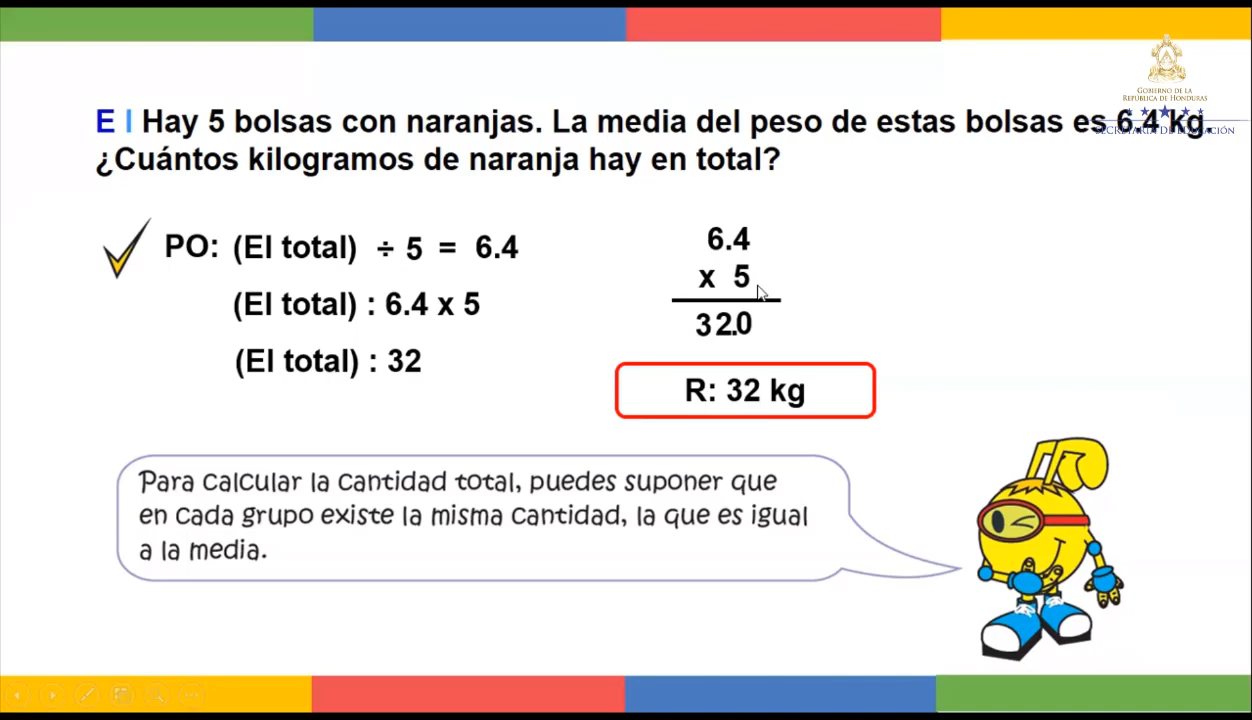 GOBIERNO DE LA
REPÚBLICA DE HONDURAS
SECRETARÍA DE EDUCACIÓN
E I Hay 5 bolsas con naranjas. La media del peso de estas bolsas es 6.4 kg.
¿Cuántos kilogramos de naranja hay en total?
PO: (El total) ÷ 5 = 6.4
(El total) : 6.4 x 5
(El total) : 32
6.4
x 5
32.0
R: 32 kg
Para calcular la cantidad total, puedes suponer que
en cada grupo existe la misma cantidad, la que es igual
a la media.